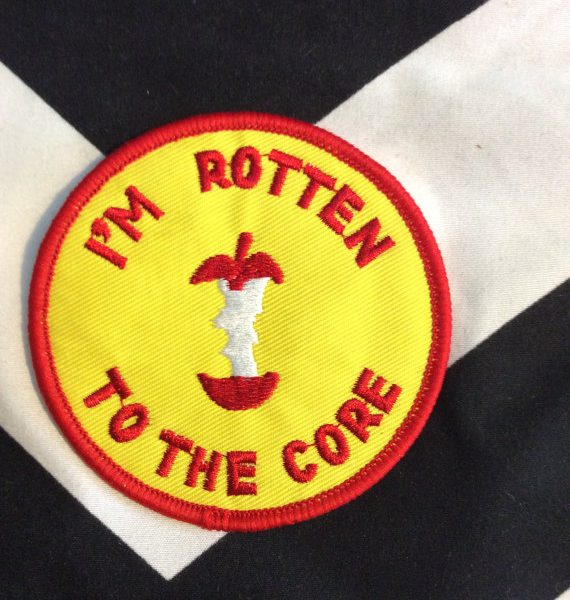 I'M ROTTEN
TO THE CORE